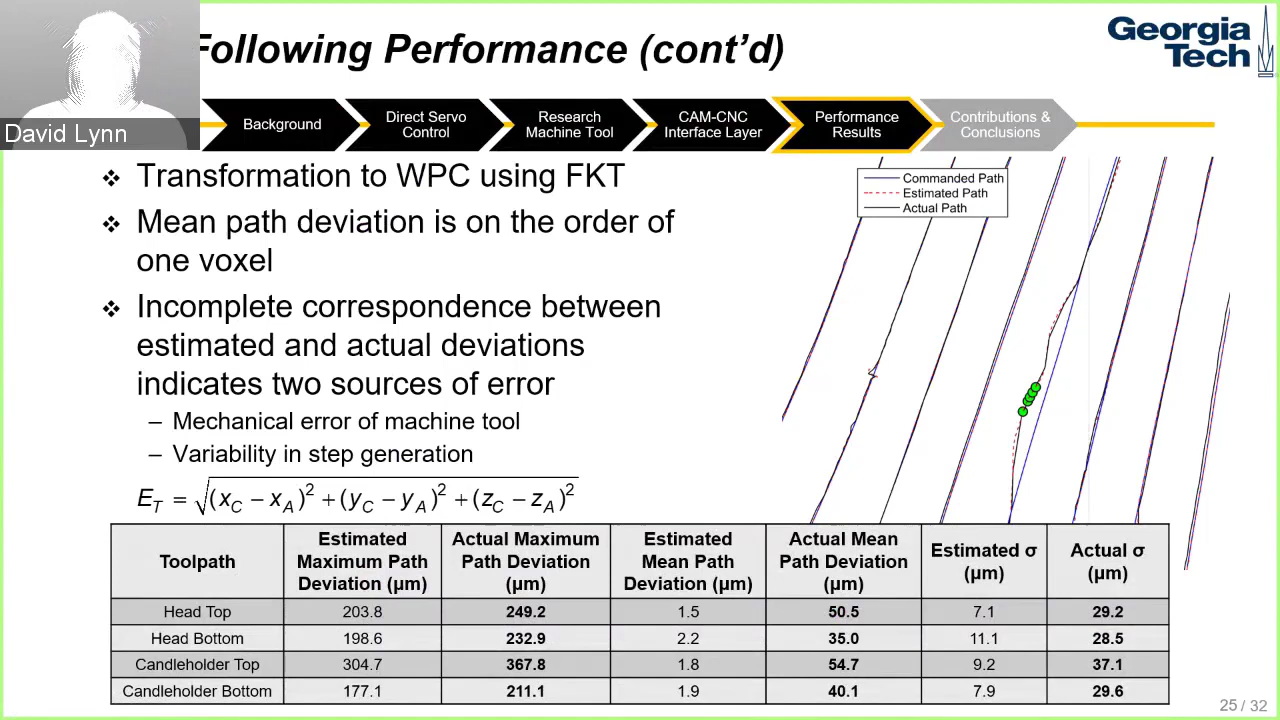 Following Performance (cont’d)
Georgia
Tech
David Lynn
Background
Direct Servo
Control
Research
Machine Tool
CAM-CNC
Interface Layer
Performance
Results
Contributions &
Conclusions
❖ Transformation to WPC using FKT
❖ Mean path deviation is on the order of
one voxel
❖ Incomplete correspondence between
estimated and actual deviations
indicates two sources of error
– Mechanical error of machine tool
– Variability in step generation
E_T = √(x_C − x_A)² + (y_C − y_A)² + (z_C − z_A)²
Commanded Path
Estimated Path
Actual Path
Toolpath
Estimated
Maximum Path
Deviation (µm)
Actual Maximum
Path Deviation
(µm)
Estimated
Mean Path
Deviation (µm)
Actual Mean
Path Deviation
(µm)
Estimated σ
(µm)
Actual σ
(µm)
Head Top 203.8 249.2 1.5 50.5 7.1 29.2
Head Bottom 198.6 232.9 2.2 35.0 11.1 28.5
Candleholder Top 304.7 367.8 1.8 54.7 9.2 37.1
Candleholder Bottom 177.1 211.1 1.9 40.1 7.9 29.6
25 / 32